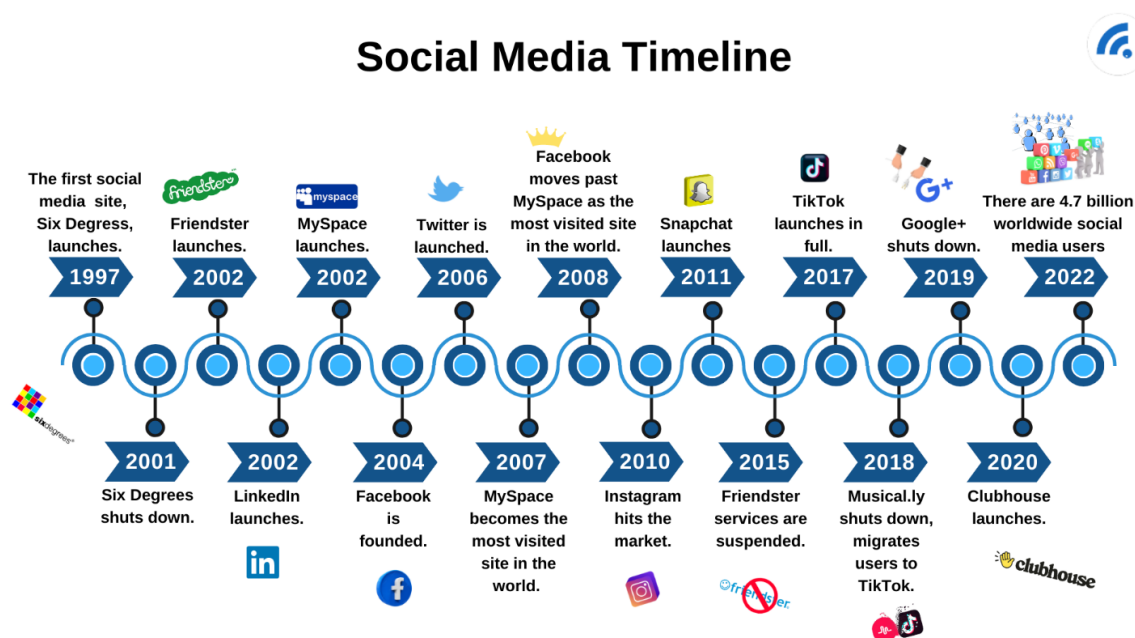 Social Media Timeline
The first social
media site,
Six Degress,
launches.
1997
sixdegrees®
2001
Six Degrees
shuts down.
friendster
Friendster
launches.
2002
2002
LinkedIn
launches.
in
myspace
MySpace
launches.
2002
2004
Facebook
is
founded.
f
Twitter is
launched.
2006
2007
MySpace
becomes the
most visited
site in the
world.
Facebook
moves past
MySpace as the
most visited site
in the world.
2008
2010
Instagram
hits the
market.
Snapchat
launches
2011
2015
Friendster
services are
suspended.
friendster
TikTok
launches in
full.
2017
2018
Musical.ly
shuts down,
migrates
users to
TikTok.
G+
Google+
shuts down.
2019
2020
Clubhouse
launches.
clubhouse
There are 4.7 billion
worldwide social
media users
2022